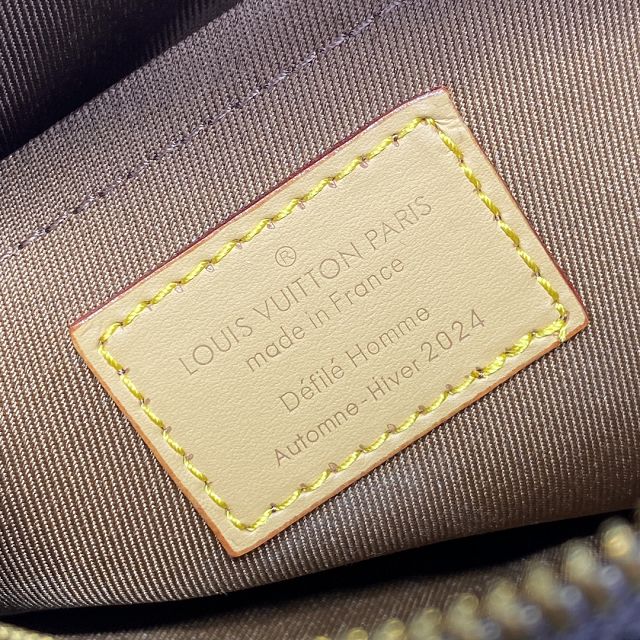 ®
LOUIS VUITTON PARIS
made in France
Défilé Homme
Automne-Hiver 2024